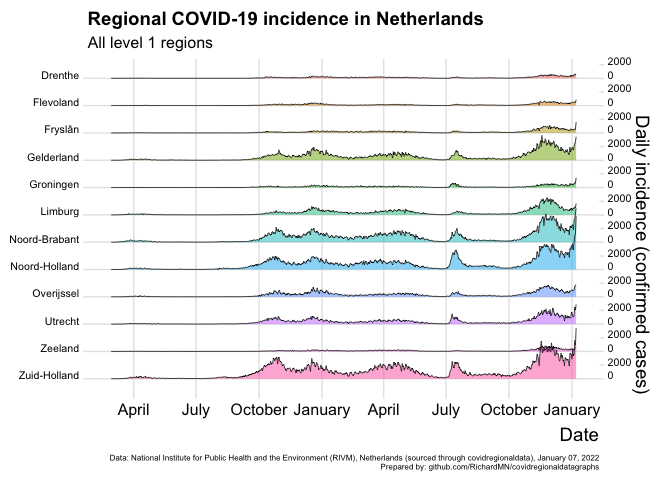 Regional COVID-19 incidence in Netherlands
All level 1 regions
Drenthe
2000
0
Flevoland
2000
0
Fryslân
2000
0
Gelderland
2000
0
Groningen
2000
0
Limburg
2000
0
Noord-Brabant
2000
0
Noord-Holland
2000
0
Overijssel
2000
0
Utrecht
2000
0
Zeeland
2000
0
Zuid-Holland
2000
0
Daily incidence (confirmed cases)
April July October January April July October January
Date
Data: National Institute for Public Health and the Environment (RIVM), Netherlands (sourced through covidregionaldata), January 07, 2022
Prepared by: github.com/RichardMN/covidregionaldatagraphs